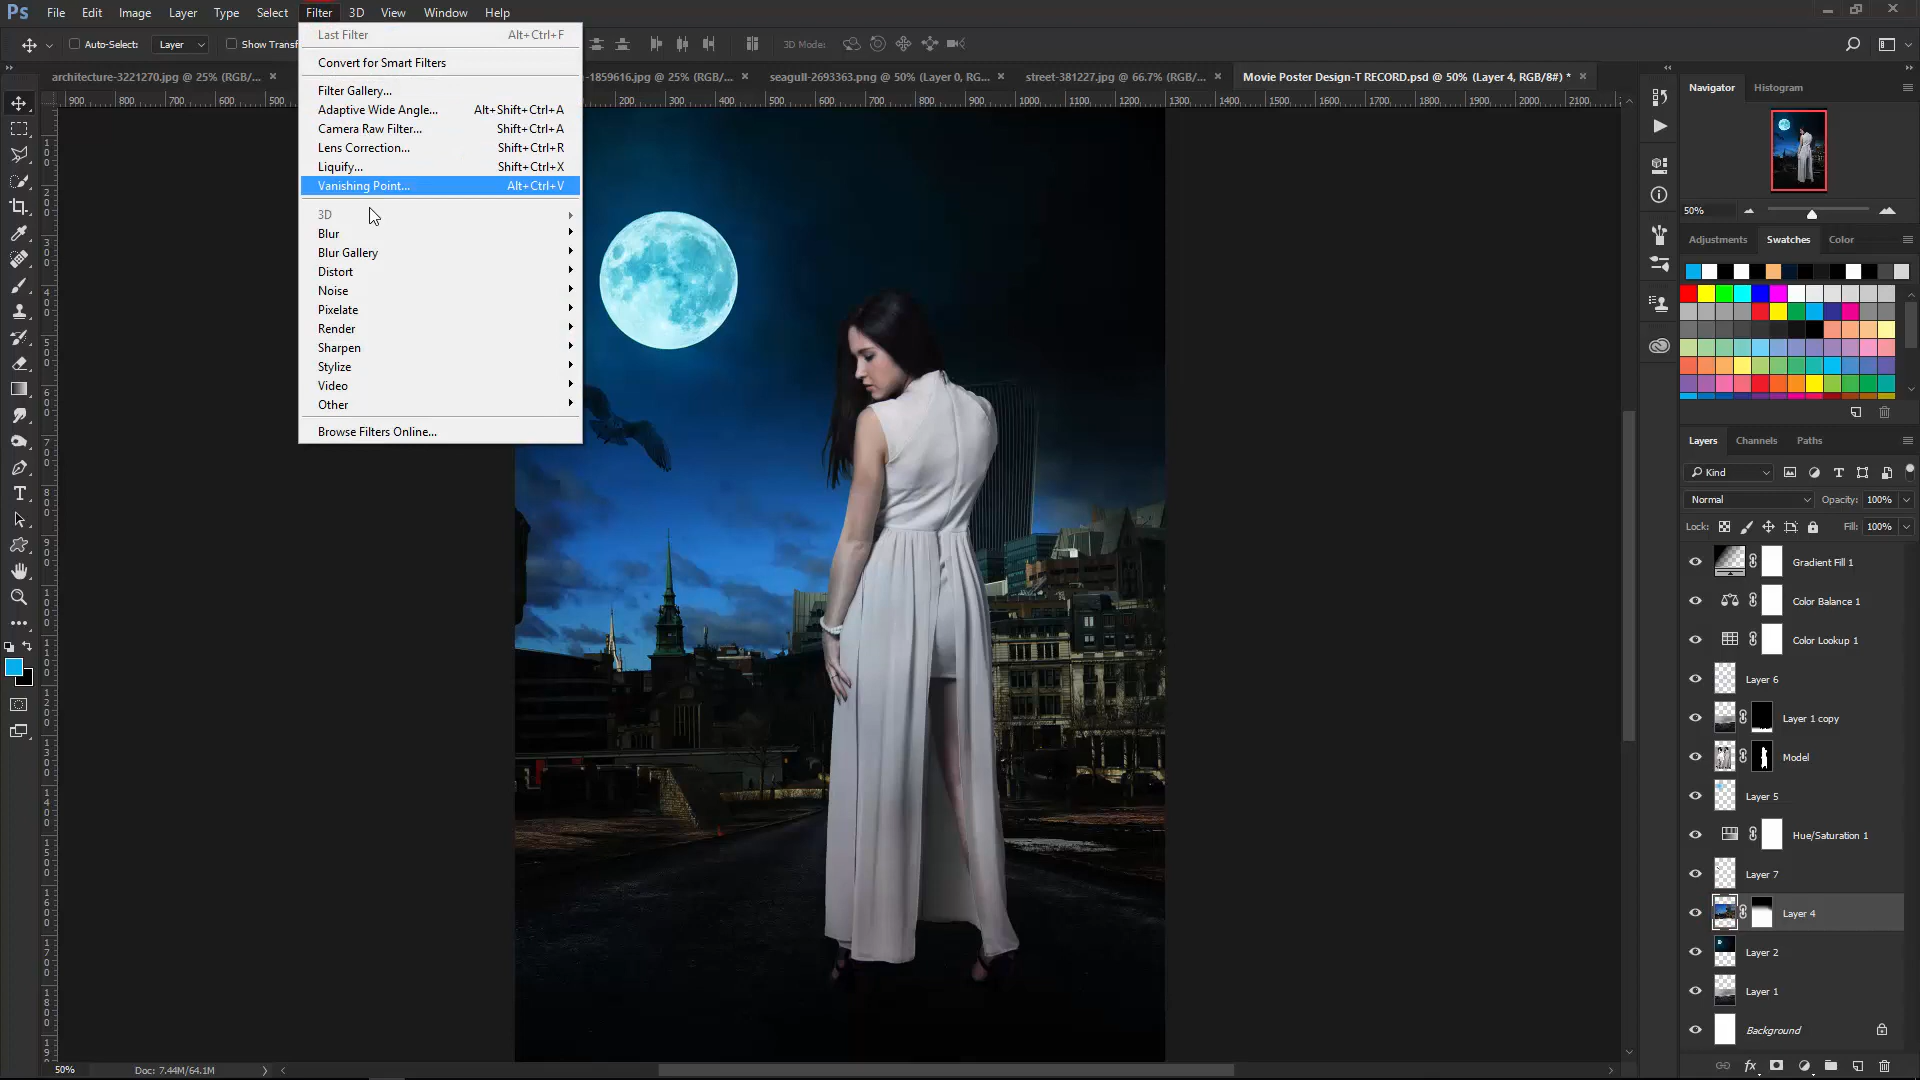 Ps File Edit Image Layer Type Select Filter 3D View Window Help
Auto-Select: Layer Show Transf 3D Mode:
architecture-3221270.jpg @ 25% (RGB/... × -1859616.jpg @ 25% (RGB/... × seagull-2693363.png @ 50% (Layer 0, RG... × street-381227.jpg @ 66.7% (RGB/... × Movie Poster Design-T RECORD.psd @ 50% (Layer 4, RGB/8#) * ×
900 800 700 600 500 200 300 400 500 600 700 800 900 1000 1100 1200 1300 1400 1500 1600 1700 1800 1900 2000 2100
Last Filter Alt+Ctrl+F
Convert for Smart Filters
Filter Gallery...
Adaptive Wide Angle... Alt+Shift+Ctrl+A
Camera Raw Filter... Shift+Ctrl+A
Lens Correction... Shift+Ctrl+R
Liquify... Shift+Ctrl+X
Vanishing Point... Alt+Ctrl+V
3D
Blur
Blur Gallery
Distort
Noise
Pixelate
Render
Sharpen
Stylize
Video
Other
Browse Filters Online...
Navigator Histogram
50%
Adjustments Swatches Color
Layers Channels Paths
Kind
Normal Opacity: 100%
Lock: Fill: 100%
Gradient Fill 1
Color Balance 1
Color Lookup 1
Layer 6
Layer 1 copy
Model
Layer 5
Hue/Saturation 1
Layer 7
Layer 4
Layer 2
Layer 1
Background
fx
50% Doc: 7.44M/64.1M